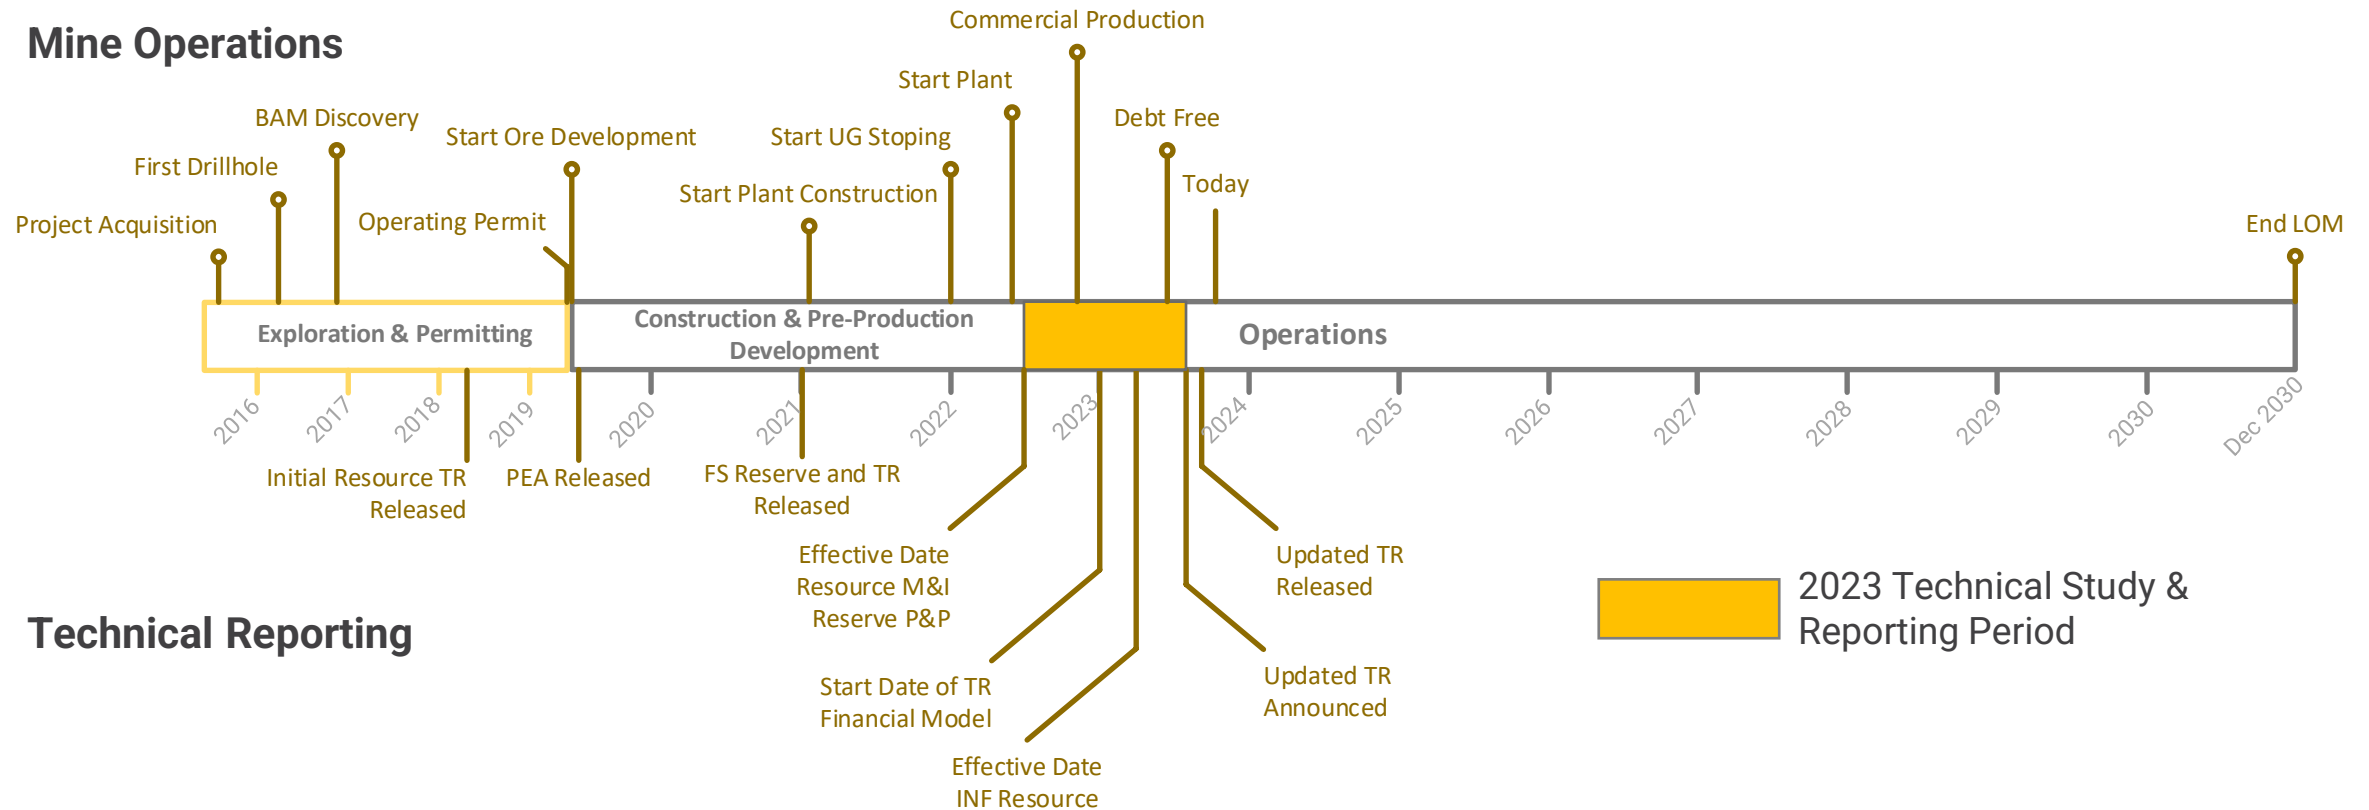 Mine Operations
Commercial Production
Start Plant
BAM Discovery
Debt Free
Start Ore Development
Start UG Stoping
First Drillhole
Today
Start Plant Construction
Project Acquisition
Operating Permit
End LOM
Exploration & Permitting
Construction & Pre-Production
Development
Operations
2016
2017
2018
2019
2020
2021
2022
2023
2024
2025
2026
2027
2028
2029
2030
Dec 2030
Initial Resource TR
Released
PEA Released
FS Reserve and TR
Released
Effective Date
Resource M&I
Reserve P&P
Updated TR
Released
2023 Technical Study &
Reporting Period
Technical Reporting
Start Date of TR
Financial Model
Updated TR
Announced
Effective Date
INF Resource